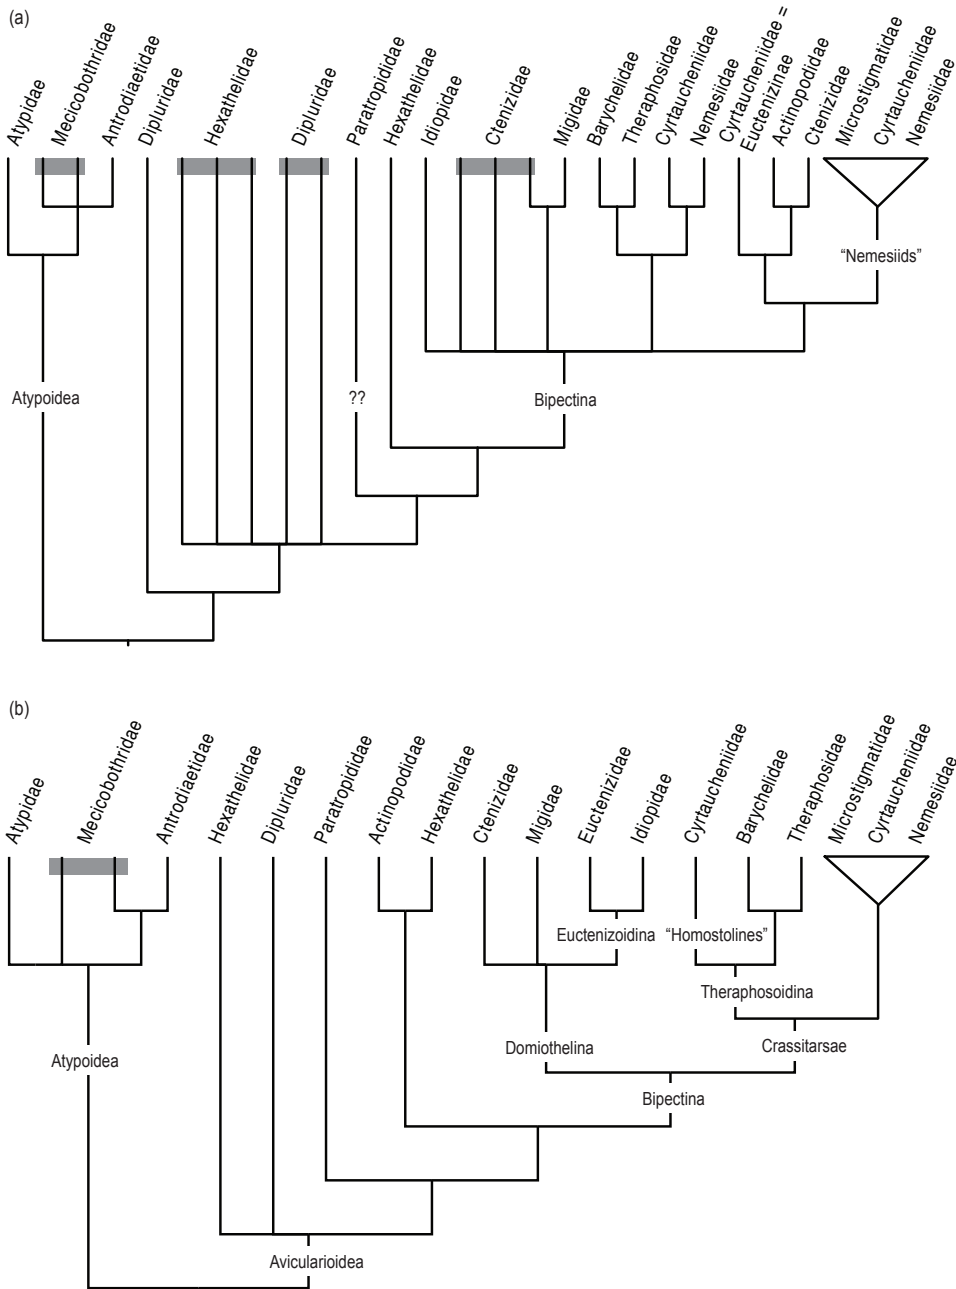 (a)
Atypidae
Mecicobothridae
Antrodiaetidae
Dipluridae
Hexathelidae
Dipluridae
Paratropididae
Hexathelidae
Idiopidae
Ctenizidae
Migidae
Barychelidae
Theraphosidae
Cyrtaucheniidae
Nemesiidae
Cyrtaucheniidae =
Euctenizinae
Actinopodidae
Ctenizidae
Microstigmatidae
Cyrtaucheniidae
Nemesiidae
“Nemesiids”
Atypoidea
??
Bipectina
(b)
Atypidae
Mecicobothridae
Antrodiaetidae
Hexathelidae
Dipluridae
Paratropididae
Actinopodidae
Hexathelidae
Ctenizidae
Migidae
Euctenizidae
Idiopidae
Cyrtaucheniidae
Barychelidae
Theraphosidae
Microstigmatidae
Cyrtaucheniidae
Nemesiidae
Euctenizoidina
“Homostolines”
Theraphosoidina
Atypoidea
Domiothelina
Crassitarsae
Bipectina
Avicularioidea